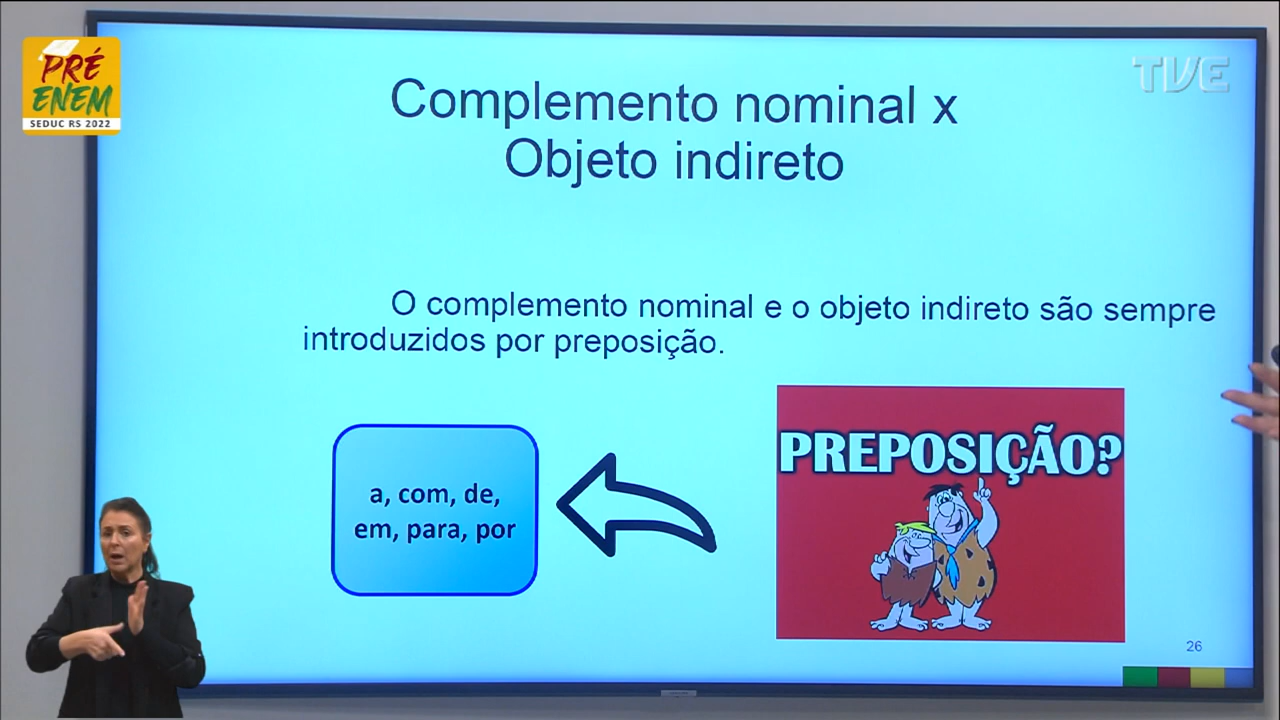 PRÉ
ENEM
SEDUC RS 2022
TVE
Complemento nominal x
Objeto indireto
O complemento nominal e o objeto indireto são sempre
introduzidos por preposição.
PREPOSIÇÃO?
a, com, de,
em, para, por
26